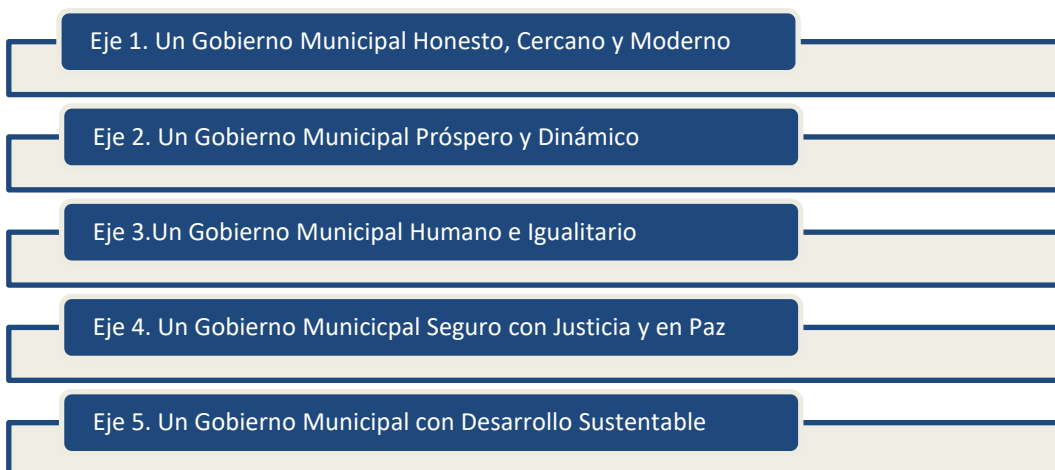 Eje 1. Un Gobierno Municipal Honesto, Cercano y Moderno
Eje 2. Un Gobierno Municipal Próspero y Dinámico
Eje 3.Un Gobierno Municipal Humano e Igualitario
Eje 4. Un Gobierno Municicpal Seguro con Justicia y en Paz
Eje 5. Un Gobierno Municipal con Desarrollo Sustentable